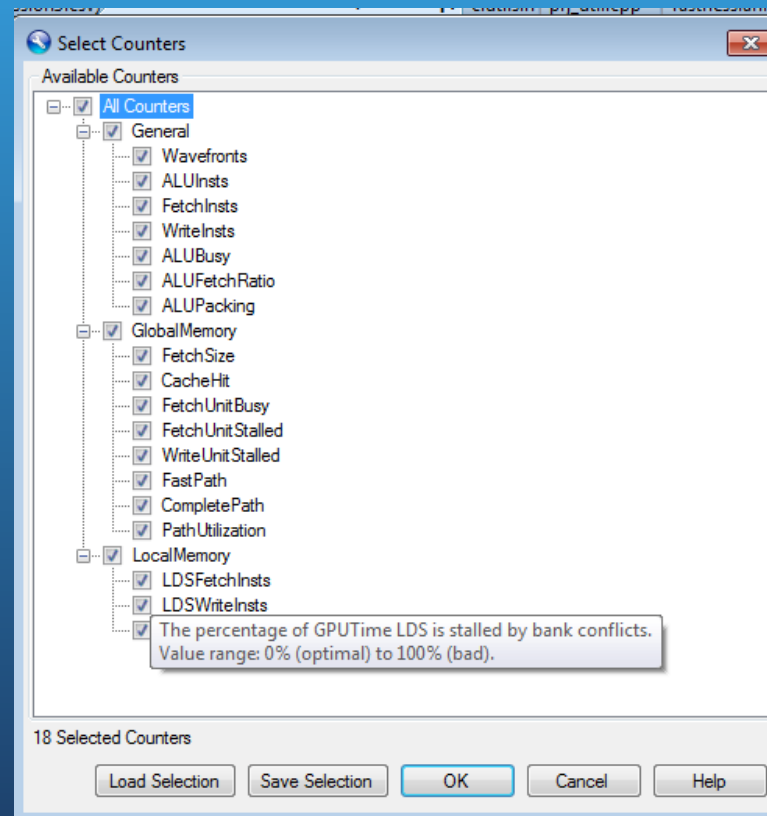 Select Counters
Available Counters
All Counters
General
Wavefronts
ALUInsts
FetchInsts
WriteInsts
ALUBusy
ALUFetchRatio
ALUPacking
GlobalMemory
FetchSize
CacheHit
FetchUnitBusy
FetchUnitStalled
WriteUnitStalled
FastPath
CompletePath
PathUtilization
LocalMemory
LDSFetchInsts
LDSWriteInsts
The percentage of GPUTime LDS is stalled by bank conflicts.
Value range: 0% (optimal) to 100% (bad).
18 Selected Counters
Load Selection Save Selection OK Cancel Help